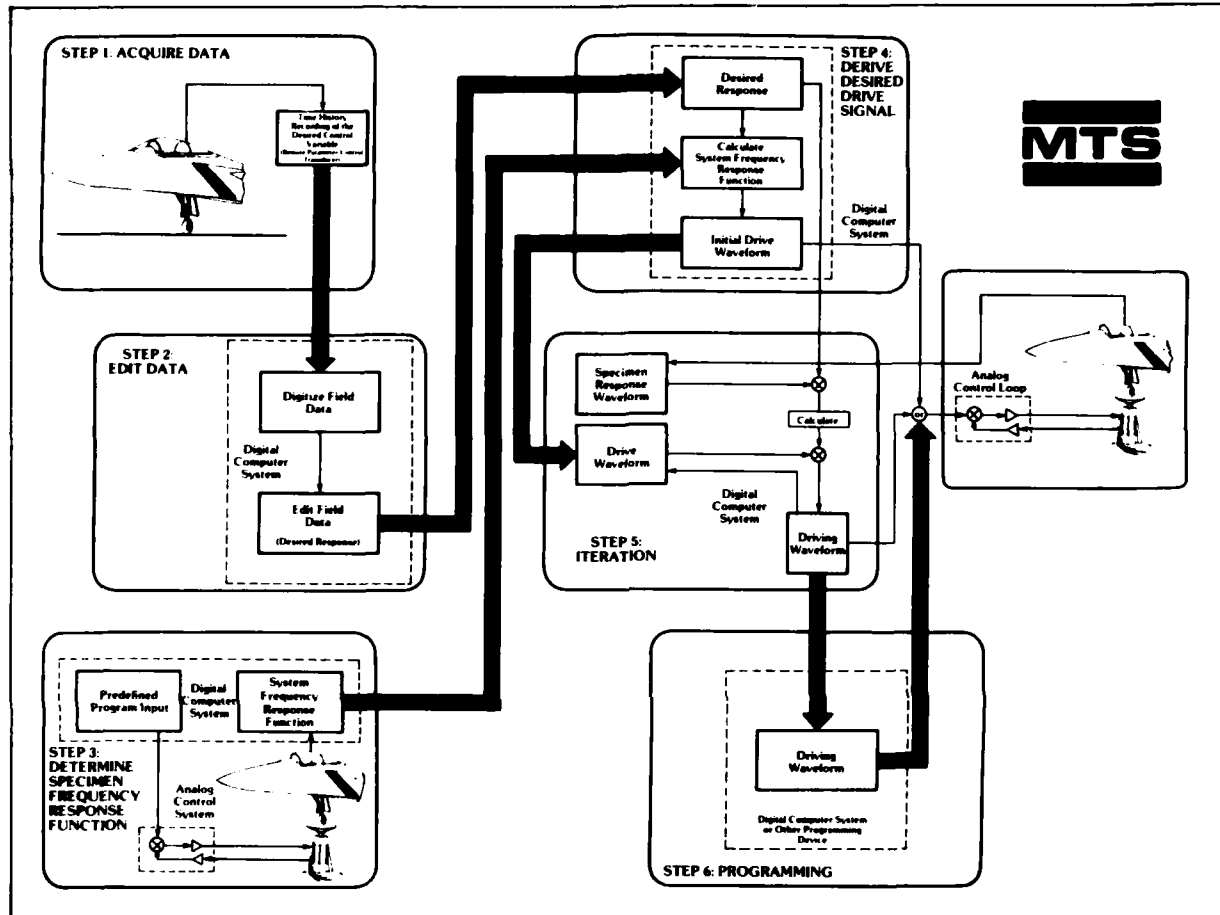 STEP 1: ACQUIRE DATA
Time History
Recording of the
Desired Control
Variable
(Remote Parameter Control
Transducer)
STEP 2:
EDIT DATA
Digitize Field
Data
Digital
Computer
System
Edit Field
Data
(Desired Response)
STEP 3:
DETERMINE
SPECIMEN
FREQUENCY
RESPONSE
FUNCTION
Predefined
Program Input
Digital
Computer
System
System
Frequency
Response
Function
Analog
Control
System
STEP 4:
DERIVE
DESIRED
DRIVE
SIGNAL
Desired
Response
Calculate
System Frequency
Response
Function
Initial Drive
Waveform
Digital
Computer
System
MTS
STEP 5:
ITERATION
Specimen
Response
Waveform
Calculate
Drive
Waveform
Digital
Computer
System
Driving
Waveform
or
Analog
Control Loop
Driving
Waveform
Digital Computer System
or Other Programming
Device
STEP 6: PROGRAMMING